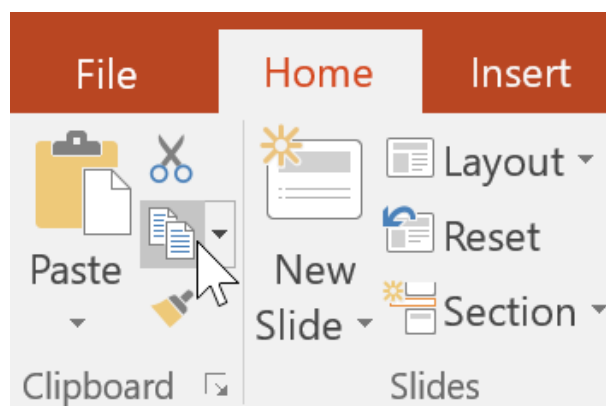 File Home Insert
Layout
Reset
Paste
New
Slide
Section
Clipboard
Slides